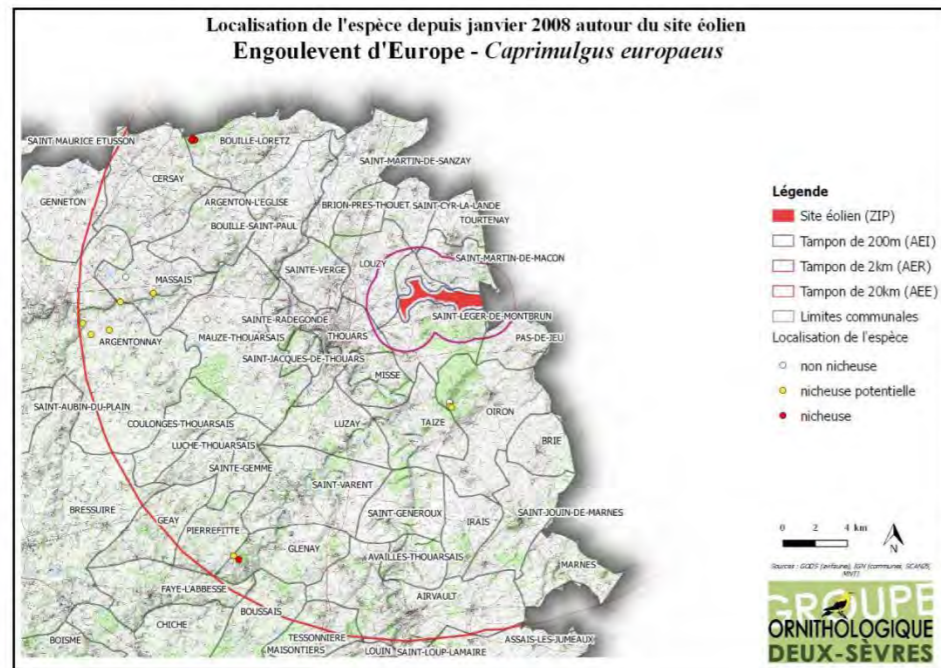 Localisation de l'espèce depuis janvier 2008 autour du site éolien
Engoulevent d'Europe - Caprimulgus europaeus
SAINT MAURICE ETUSSON
BOUILLE-LORETZ
SAINT-MARTIN-DE-SANZAY
CERSAY
GENNETON
ARGENTON-L'EGLISE
BRION-PRES-THOUET
SAINT-CYR-LA-LANDE
TOURTENAY
BOUILLE-SAINT-PAUL
SAINT-MARTIN-DE-MACON
LOUZY
SAINTE-VERGE
MASSAIS
SAINTE-RADEGONDE
SAINT-LEGER-DE-MONTBRUN
ARGENTONNAY
MAUZE-THOUARSAIS
THOUARS
PAS-DE-JEU
SAINT-JACQUES-DE-THOUARS
MISSE
SAINT-AUBIN-DU-PLAIN
OIRON
COULONGES-THOUARSAIS
LUZAY
TAIZE
BRIE
LUCHE-THOUARSAIS
SAINTE-GEMME
SAINT-VARENT
BRESSUIRE
GEAY
SAINT-GENEROUX
IRAIS
SAINT-JOUIN-DE-MARNES
PIERREFITTE
GLENAY
AVAILLES-THOUARSAIS
MARNES
FAYE-L'ABBESSE
AIRVAULT
BOUSSAIS
CHICHE
BOISME
TESSONNIERE
ASSAIS-LES-JUMEAUX
MAISONTIERS
LOUIN
SAINT-LOUP-LAMAIRE
Légende
Site éolien (ZIP)
Tampon de 200m (AEI)
Tampon de 2km (AER)
Tampon de 20km (AEE)
Limites communales
Localisation de l'espèce
non nicheuse
nicheuse potentielle
nicheuse
0 2 4 km
N
Sources : GODS (avifaune), IGN (communes, SCAN25,
GROUPE
ORNITHOLOGIQUE
DEUX-SÈVRES